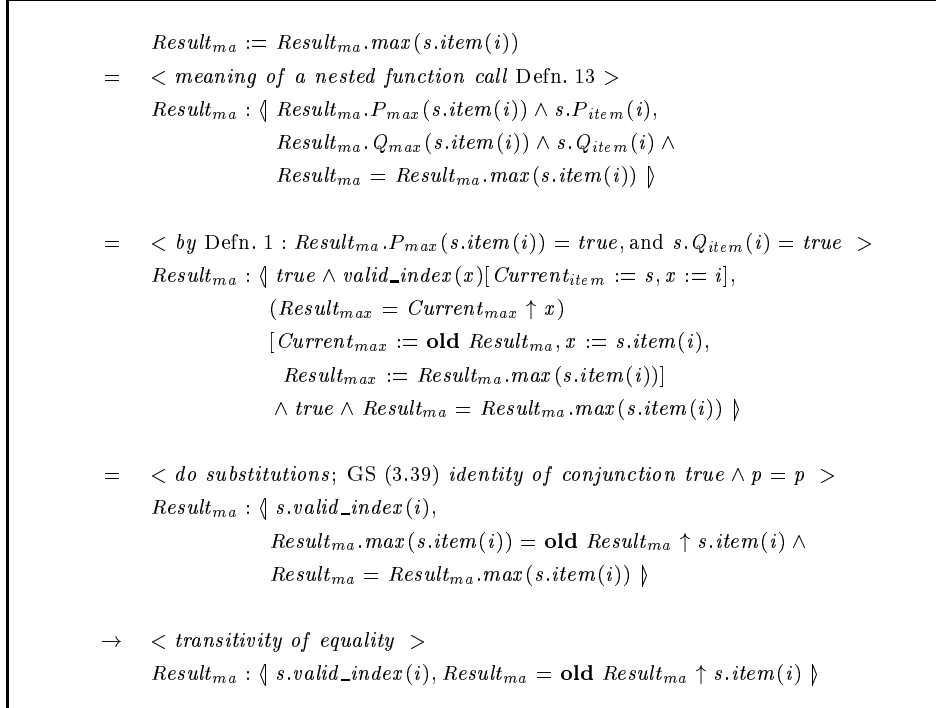 Result_ma := Result_ma.max(s.item(i))
= < meaning of a nested function call Defn. 13 >
Result_ma : ⦉ Result_ma.P_max(s.item(i)) ∧ s.P_item(i),
Result_ma.Q_max(s.item(i)) ∧ s.Q_item(i) ∧
Result_ma = Result_ma.max(s.item(i)) ⦊
= < by Defn. 1 : Result_ma.P_max(s.item(i)) = true, and s.Q_item(i) = true >
Result_ma : ⦉ true ∧ valid_index(x)[Current_item := s, x := i],
(Result_max = Current_max ↑ x)
[Current_max := old Result_ma, x := s.item(i),
Result_max := Result_ma.max(s.item(i))]
∧ true ∧ Result_ma = Result_ma.max(s.item(i)) ⦊
= < do substitutions; GS (3.39) identity of conjunction true ∧ p = p >
Result_ma : ⦉ s.valid_index(i),
Result_ma.max(s.item(i)) = old Result_ma ↑ s.item(i) ∧
Result_ma = Result_ma.max(s.item(i)) ⦊
→ < transitivity of equality >
Result_ma : ⦉ s.valid_index(i), Result_ma = old Result_ma ↑ s.item(i) ⦊